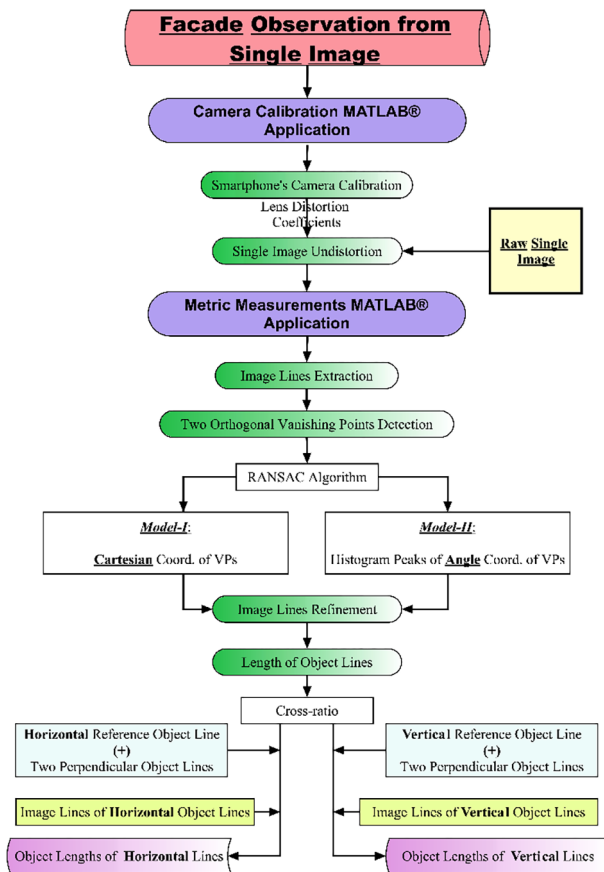 Facade Observation from
Single Image
Camera Calibration MATLAB®
Application
Smartphone's Camera Calibration
Lens Distortion
Coefficients
Single Image Undistortion
Raw Single
Image
Metric Measurements MATLAB®
Application
Image Lines Extraction
Two Orthogonal Vanishing Points Detection
RANSAC Algorithm
Model-I:
Cartesian Coord. of VPs
Model-II:
Histogram Peaks of Angle Coord. of VPs
Image Lines Refinement
Length of Object Lines
Cross-ratio
Horizontal Reference Object Line
(+)
Two Perpendicular Object Lines
Vertical Reference Object Line
(+)
Two Perpendicular Object Lines
Image Lines of Horizontal Object Lines
Image Lines of Vertical Object Lines
Object Lengths of Horizontal Lines
Object Lengths of Vertical Lines